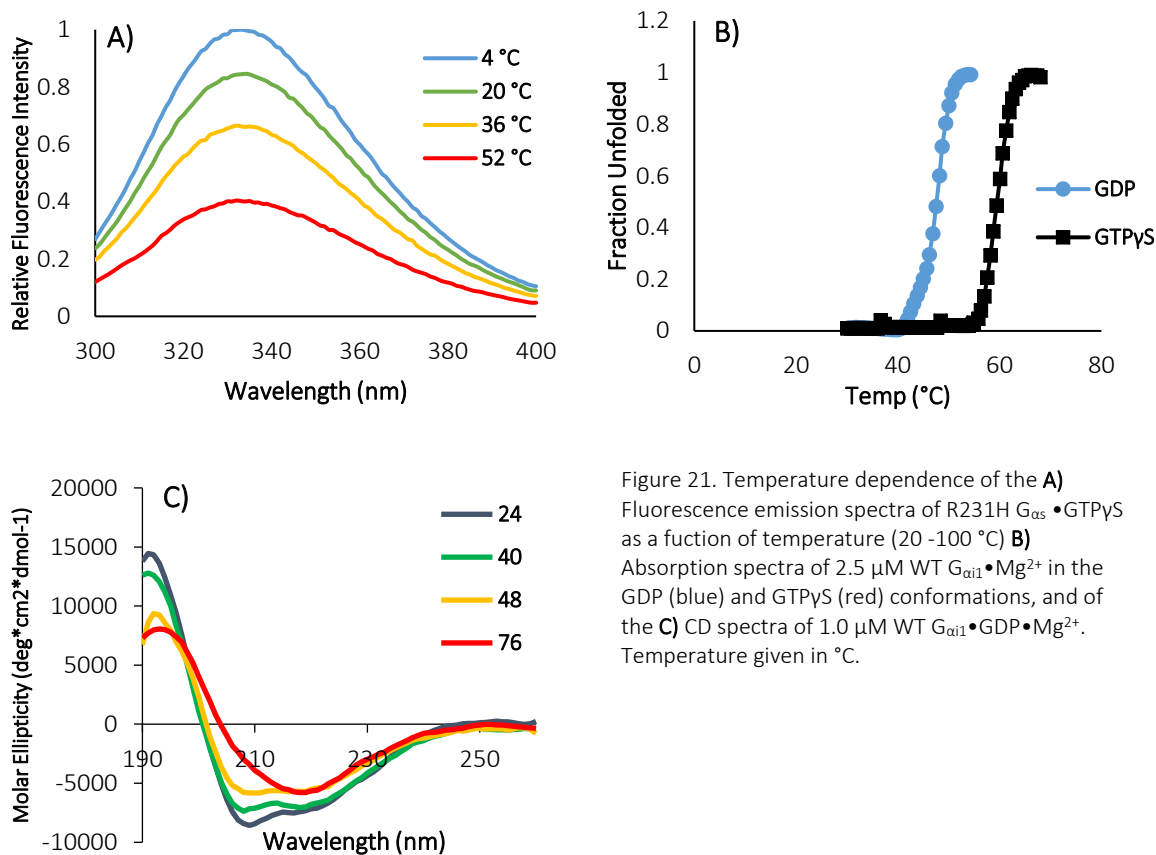 A)
Relative Fluorescence Intensity
1
0.8
0.6
0.4
0.2
0
300 320 340 360 380 400
Wavelength (nm)
4 °C
20 °C
36 °C
52 °C
B)
Fraction Unfolded
1.2
1
0.8
0.6
0.4
0.2
0
0 20 40 60 80
Temp (°C)
GDP
GTPγS
C)
Molar Ellipticity (deg*cm2*dmol-1)
20000
15000
10000
5000
0
-5000
-10000
190 210 230 250
Wavelength (nm)
24
40
48
76
Figure 21. Temperature dependence of the A)
Fluorescence emission spectra of R231H Gαs •GTPγS
as a fuction of temperature (20 -100 °C) B)
Absorption spectra of 2.5 μM WT Gαi1•Mg2+ in the
GDP (blue) and GTPγS (red) conformations, and of
the C) CD spectra of 1.0 μM WT Gαi1•GDP•Mg2+.
Temperature given in °C.